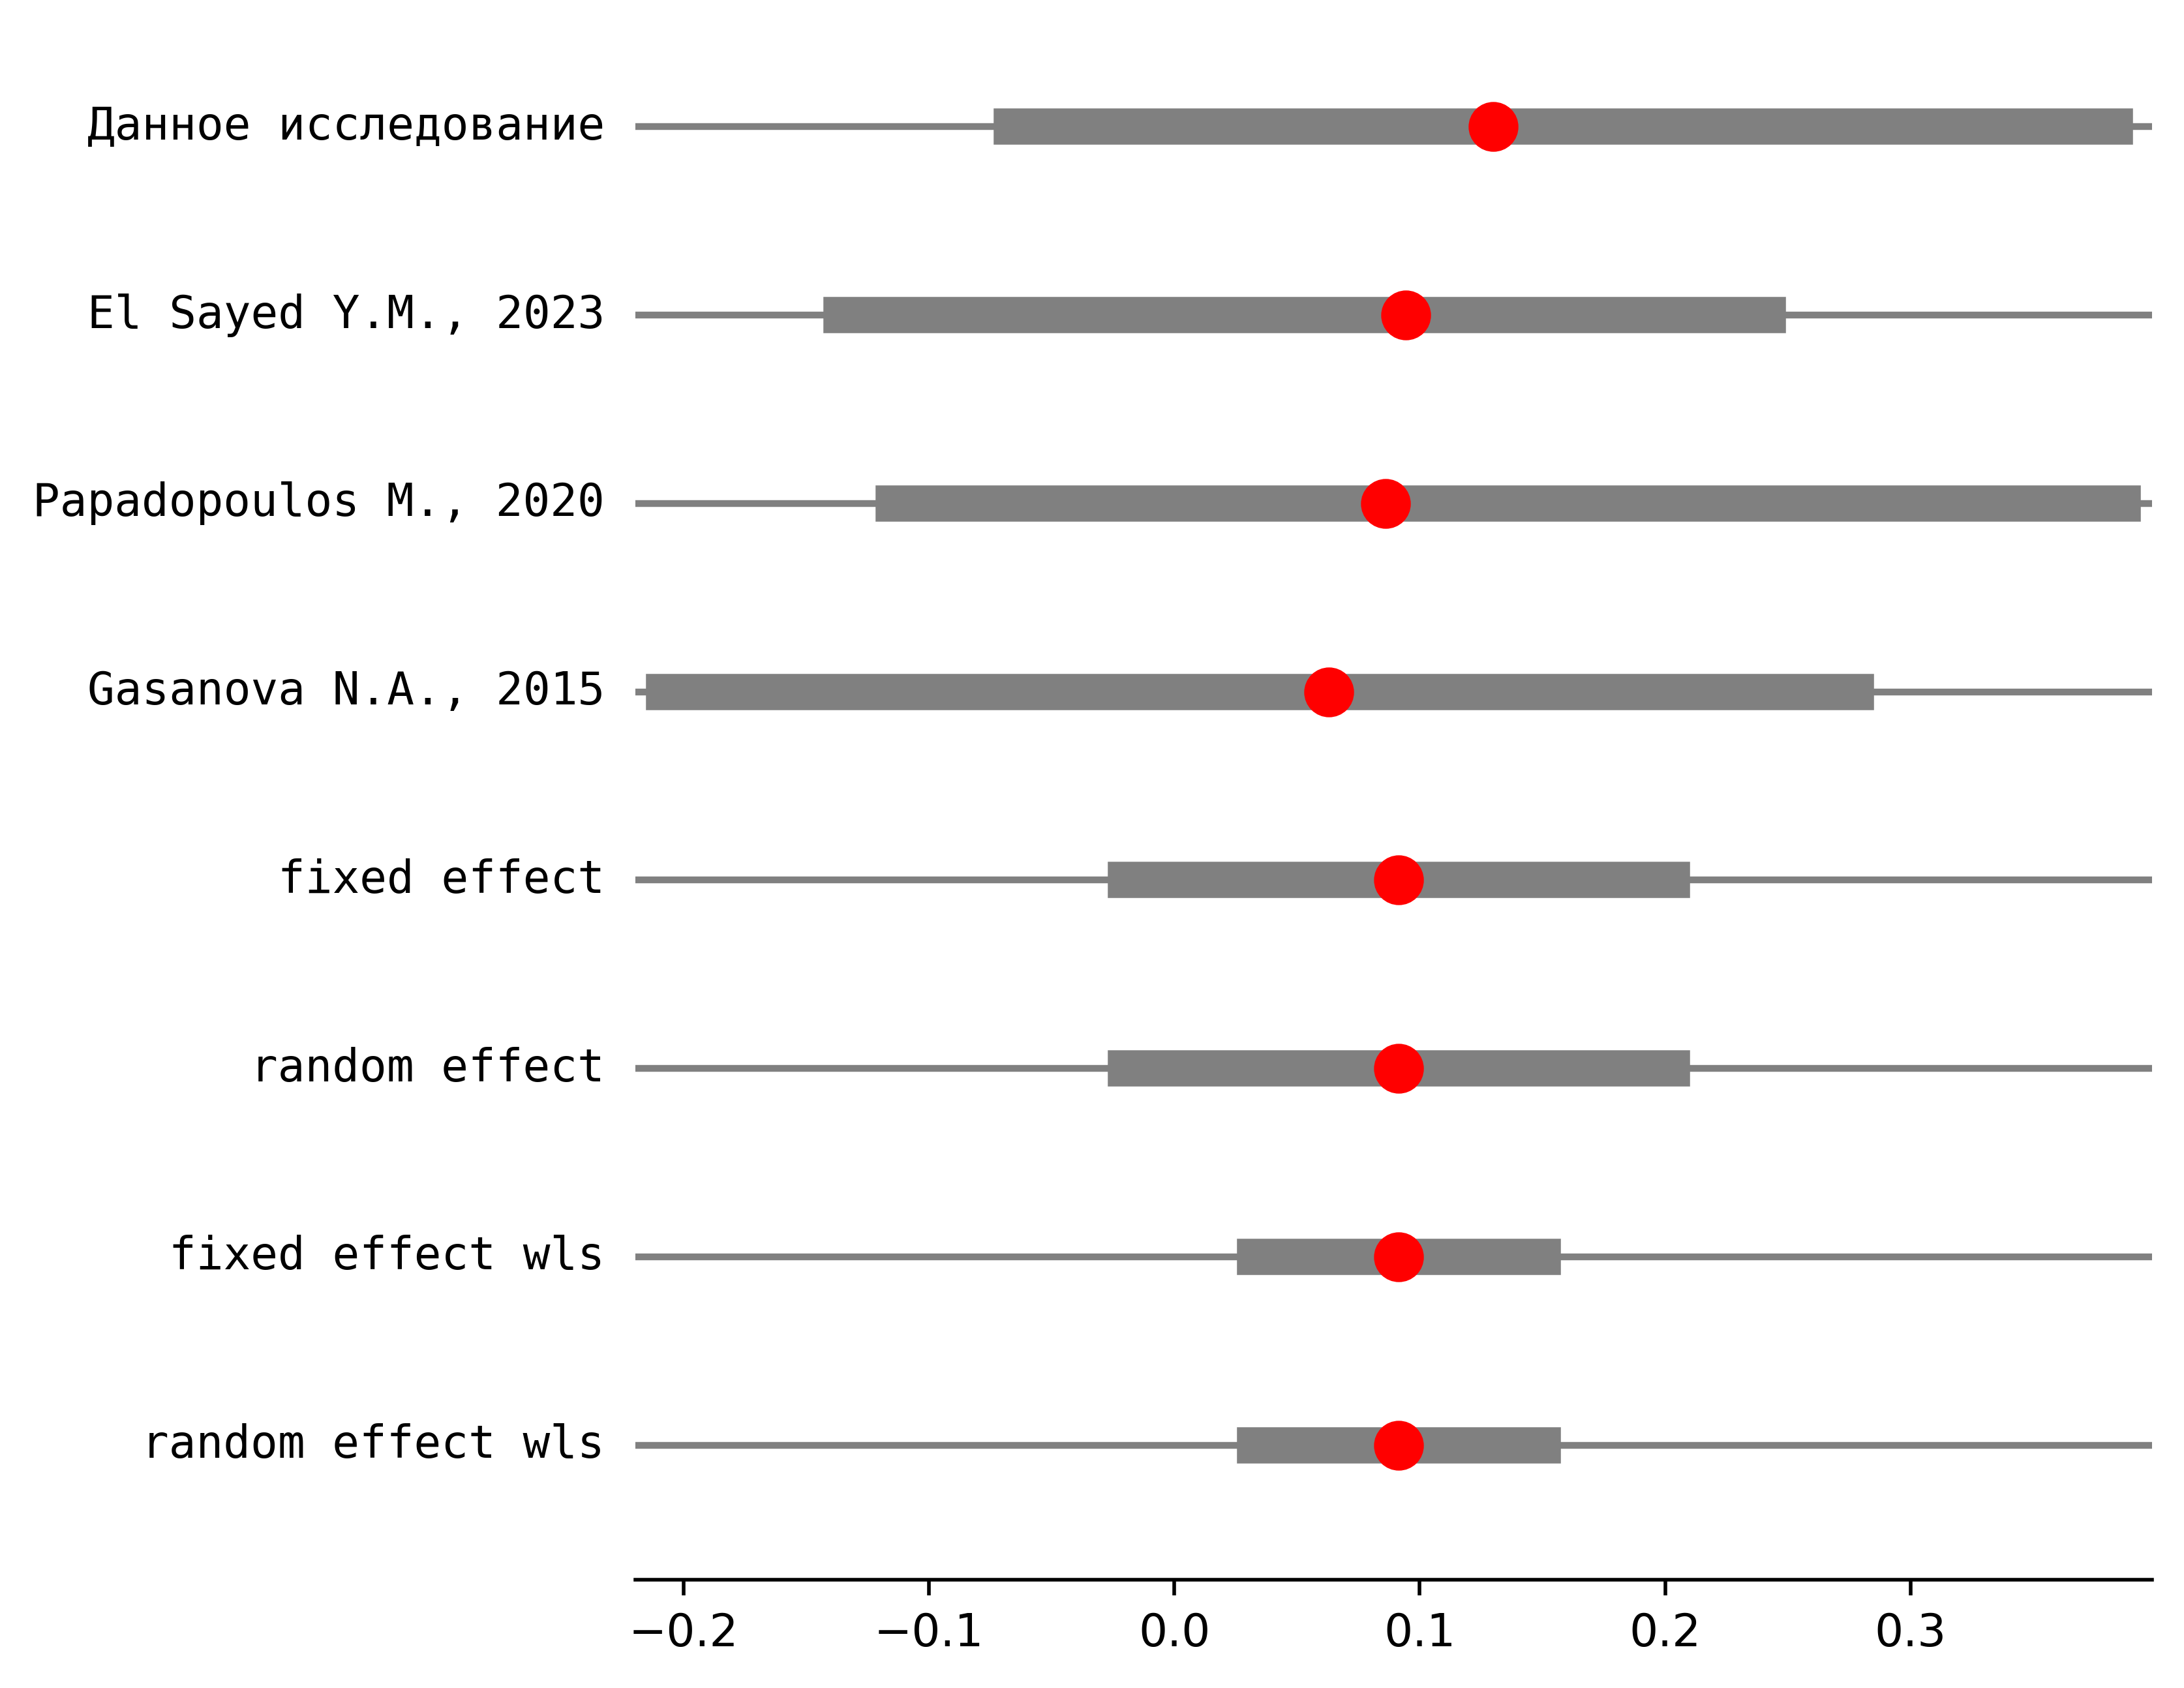 Данное исследование
El Sayed Y.M., 2023
Papadopoulos M., 2020
Gasanova N.A., 2015
fixed effect
random effect
fixed effect wls
random effect wls
−0.2 −0.1 0.0 0.1 0.2 0.3